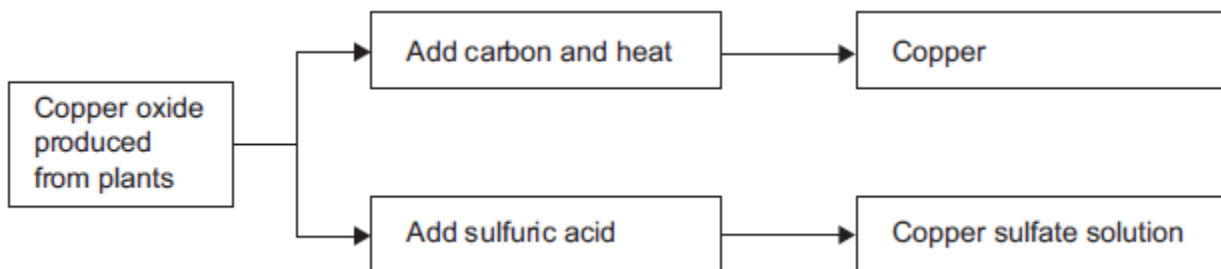 Copper oxide
produced
from plants
Add carbon and heat
Copper
Add sulfuric acid
Copper sulfate solution